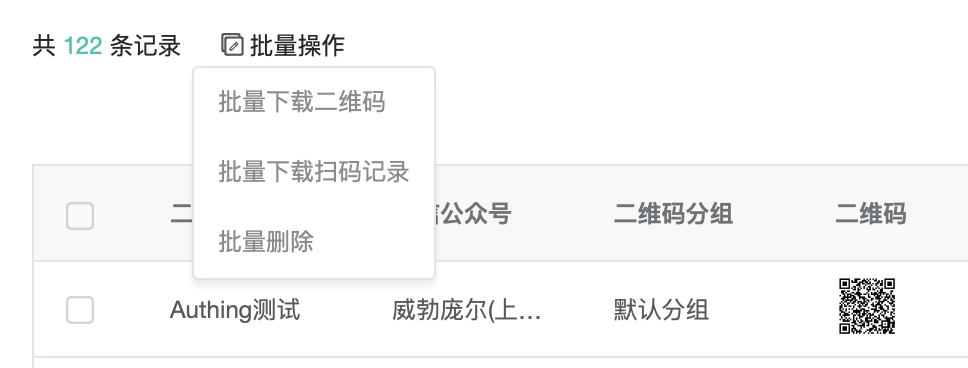 共 122 条记录 批量操作
批量下载二维码
批量下载扫码记录
批量删除
二 公众号 二维码分组 二维码
Authing测试 威勃庞尔(上... 默认分组